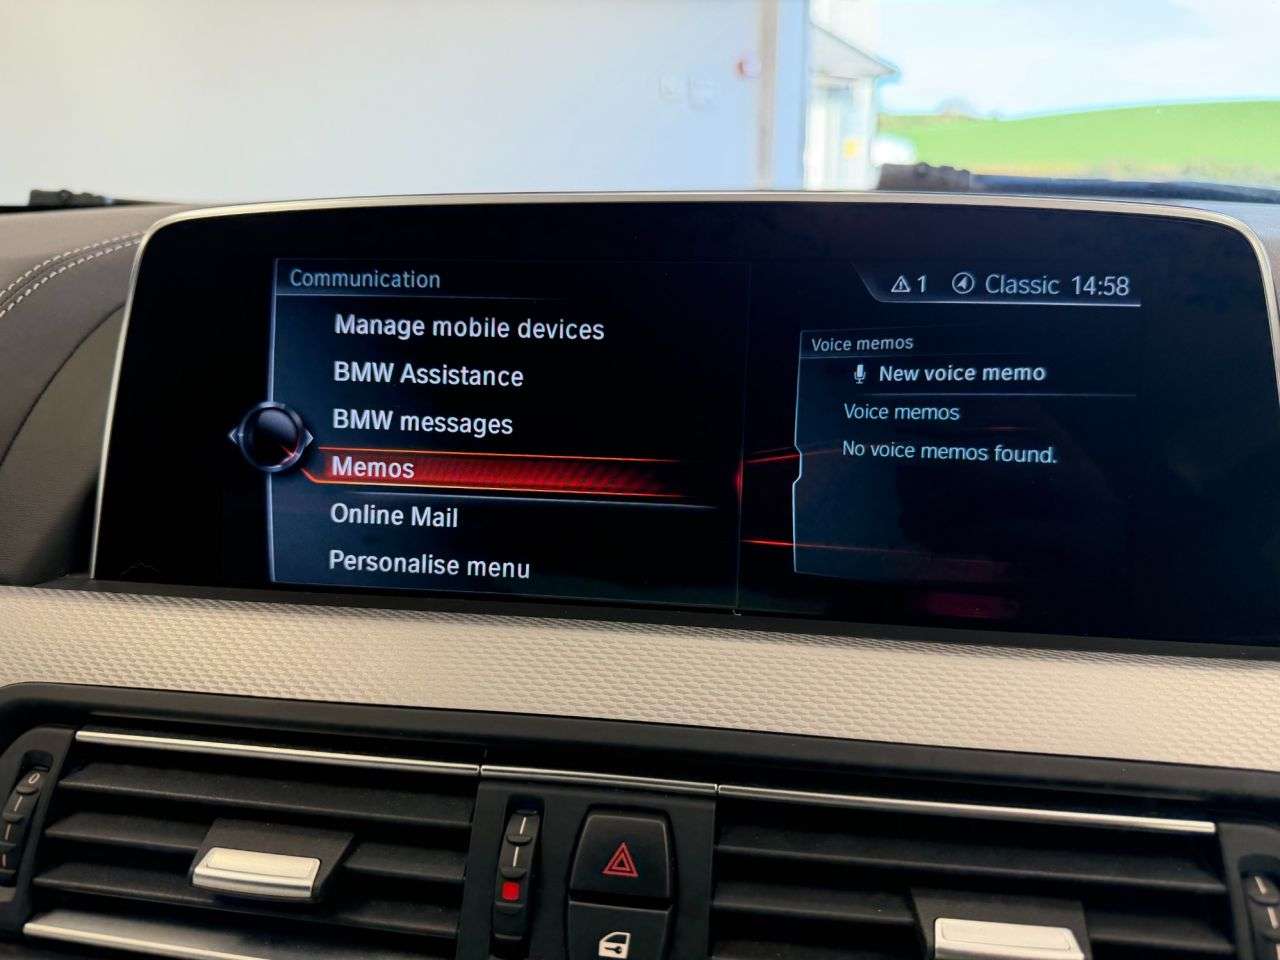 Communication
Manage mobile devices
BMW Assistance
BMW messages
Memos
Online Mail
Personalise menu
1 Classic 14:58
Voice memos
New voice memo
Voice memos
No voice memos found.
0